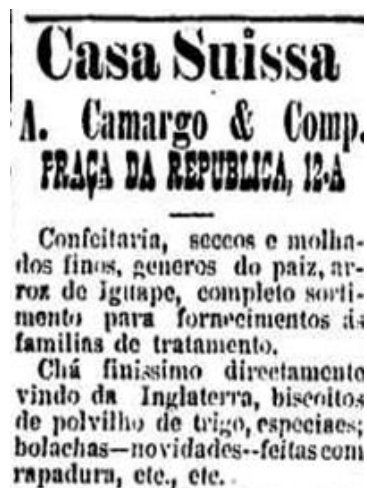 Casa Suissa
A. Camargo & Comp.
PRAÇA DA REPUBLICA, 12-A
Confeitaria, seccos e molha-
dos finos, generos do paiz, ar-
roz de Iguape, completo sorti-
mento para fornecimentos ás
familias de tratamento.
Chá finissimo directamente
vindo da Inglaterra, biscoitos
de polvilho de trigo, especiaes;
bolachas—novidades--feitas com
rapadura, etc., etc.